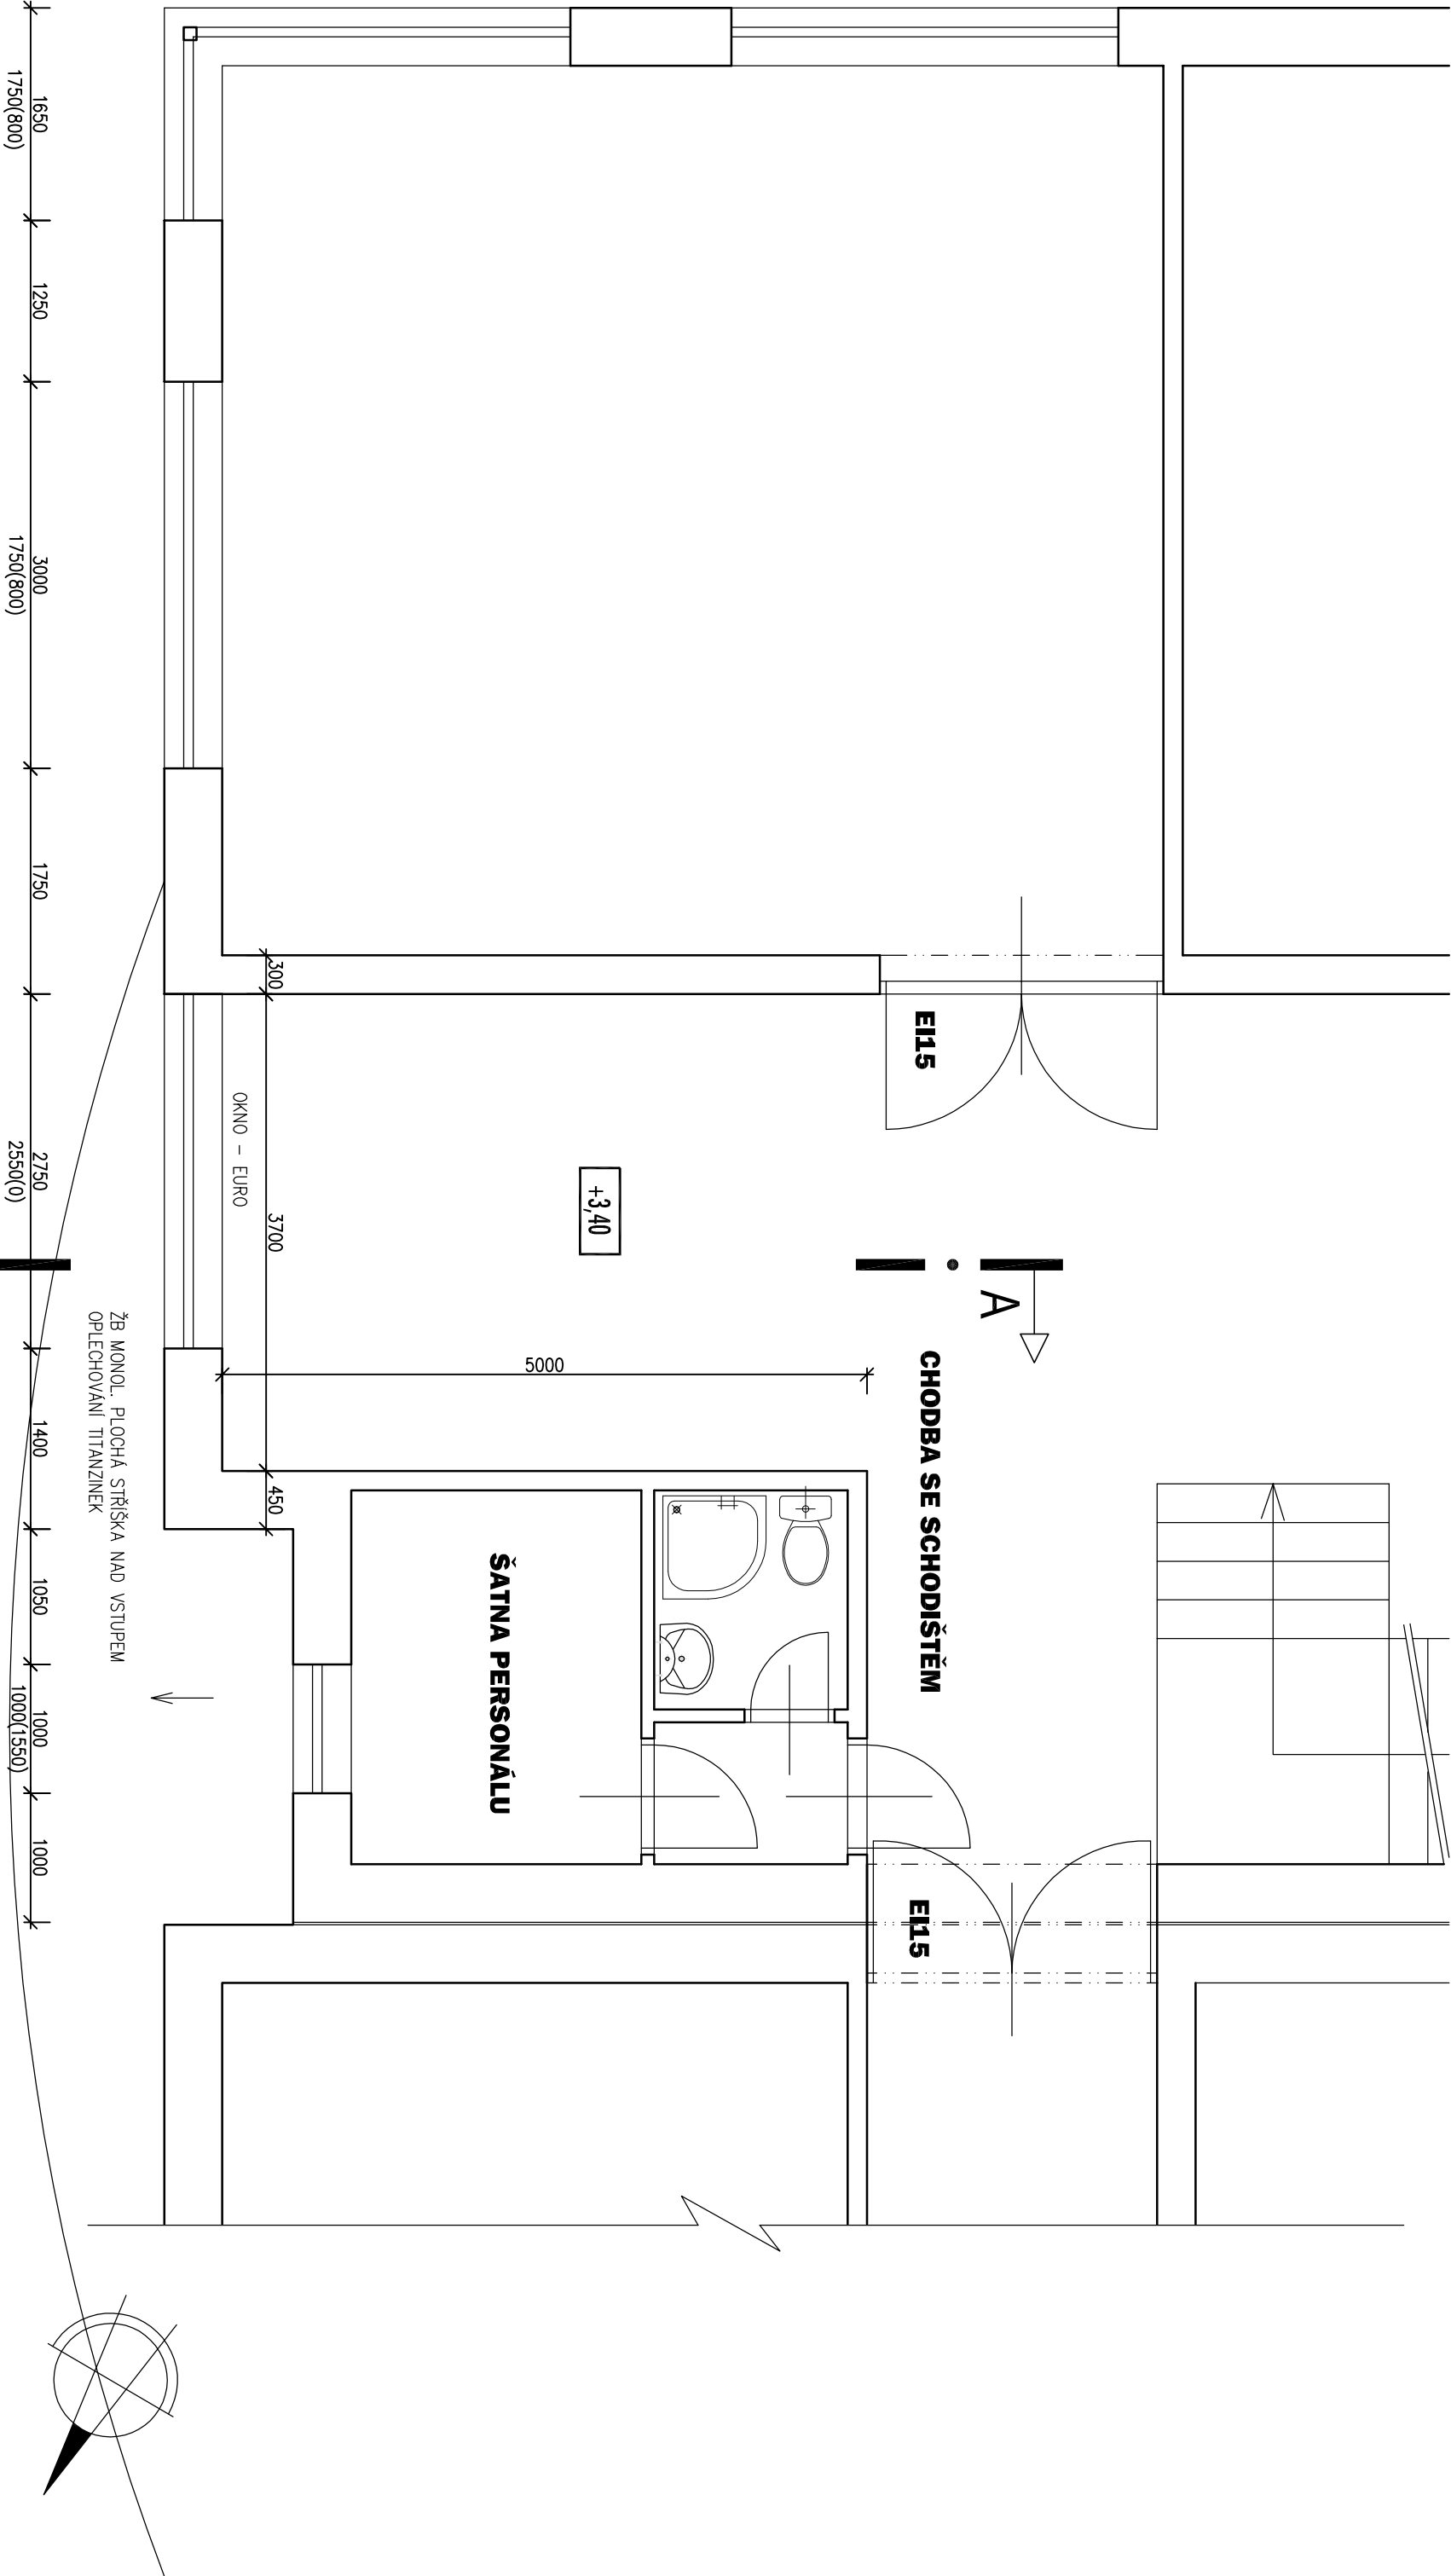 EI15
EI15
A
CHODBA SE SCHODIŠTĚM
+3,40
5000
ŠATNA PERSONÁLU
300
3700
450
OKNO - EURO
ŽB MONOL. PLOCHÁ STŘÍŠKA NAD VSTUPEM
OPLECHOVÁNÍ TITANZINEK
1650
1250
3000
1750
2750
1400
1050
1000
1000
1750(800)
1750(800)
2550(0)
1000(1550)